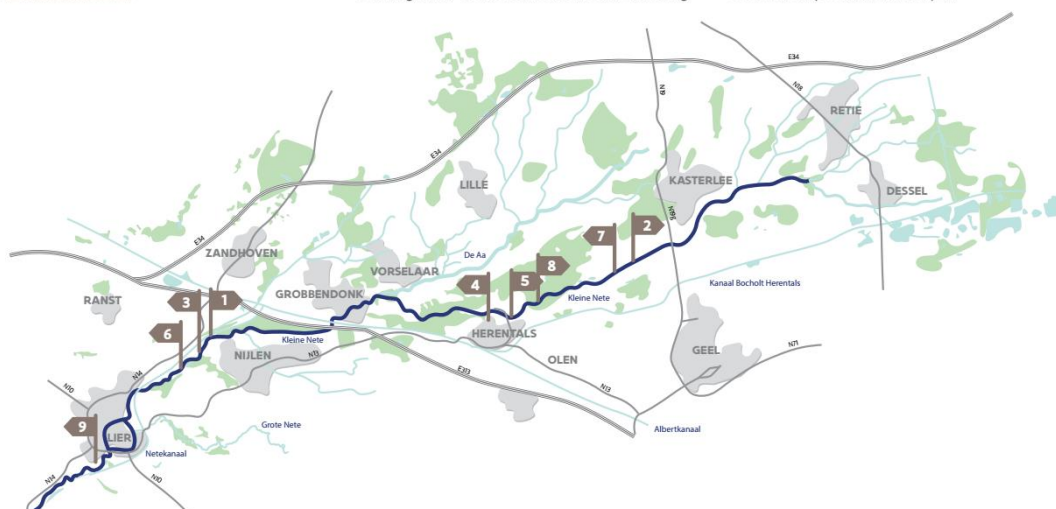 E34
N19
N18
RETIE
E34
LILLE
KASTERLEE
DESSEL
N19
ZANDHOVEN
E34
2
7
De Aa
VORSELAAR
8
GROBBENDONK
4
5
Kanaal Bocholt Herentals
RANST
3
1
Kleine Nete
6
Kleine Nete
HERENTALS
NIJLEN
N13
OLEN
GEEL
N71
N14
E313
N10
N13
9
LIER
Grote Nete
Albertkanaal
Netekanaal
N14
N10